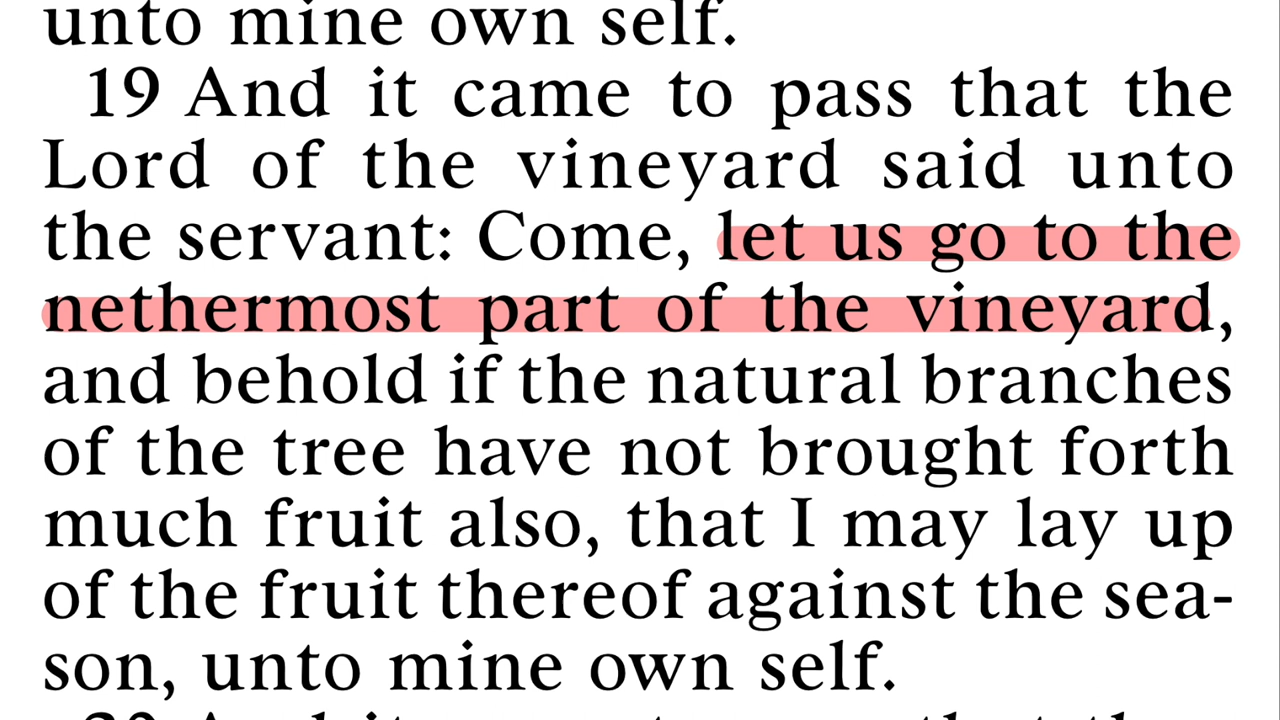 unto mine own self.
19 And it came to pass that the
Lord of the vineyard said unto
the servant: Come, let us go to the
nethermost part of the vineyard,
and behold if the natural branches
of the tree have not brought forth
much fruit also, that I may lay up
of the fruit thereof against the sea-
son, unto mine own self.